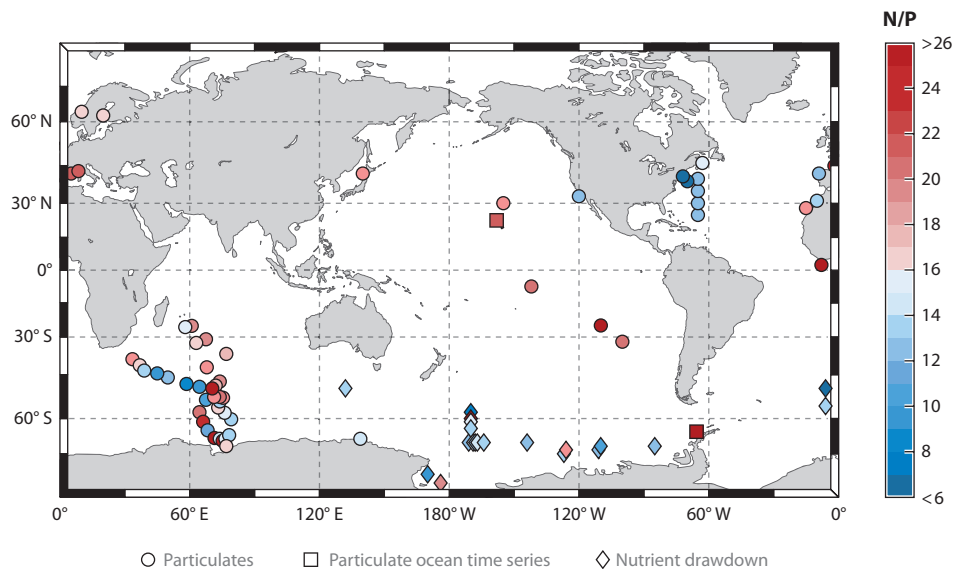 N/P
>26
24
22
20
18
16
14
12
10
8
<6
60° N
30° N
0°
30° S
60° S
0° 60° E 120° E 180° W 120° W 60° W 0°
Particulates Particulate ocean time series Nutrient drawdown